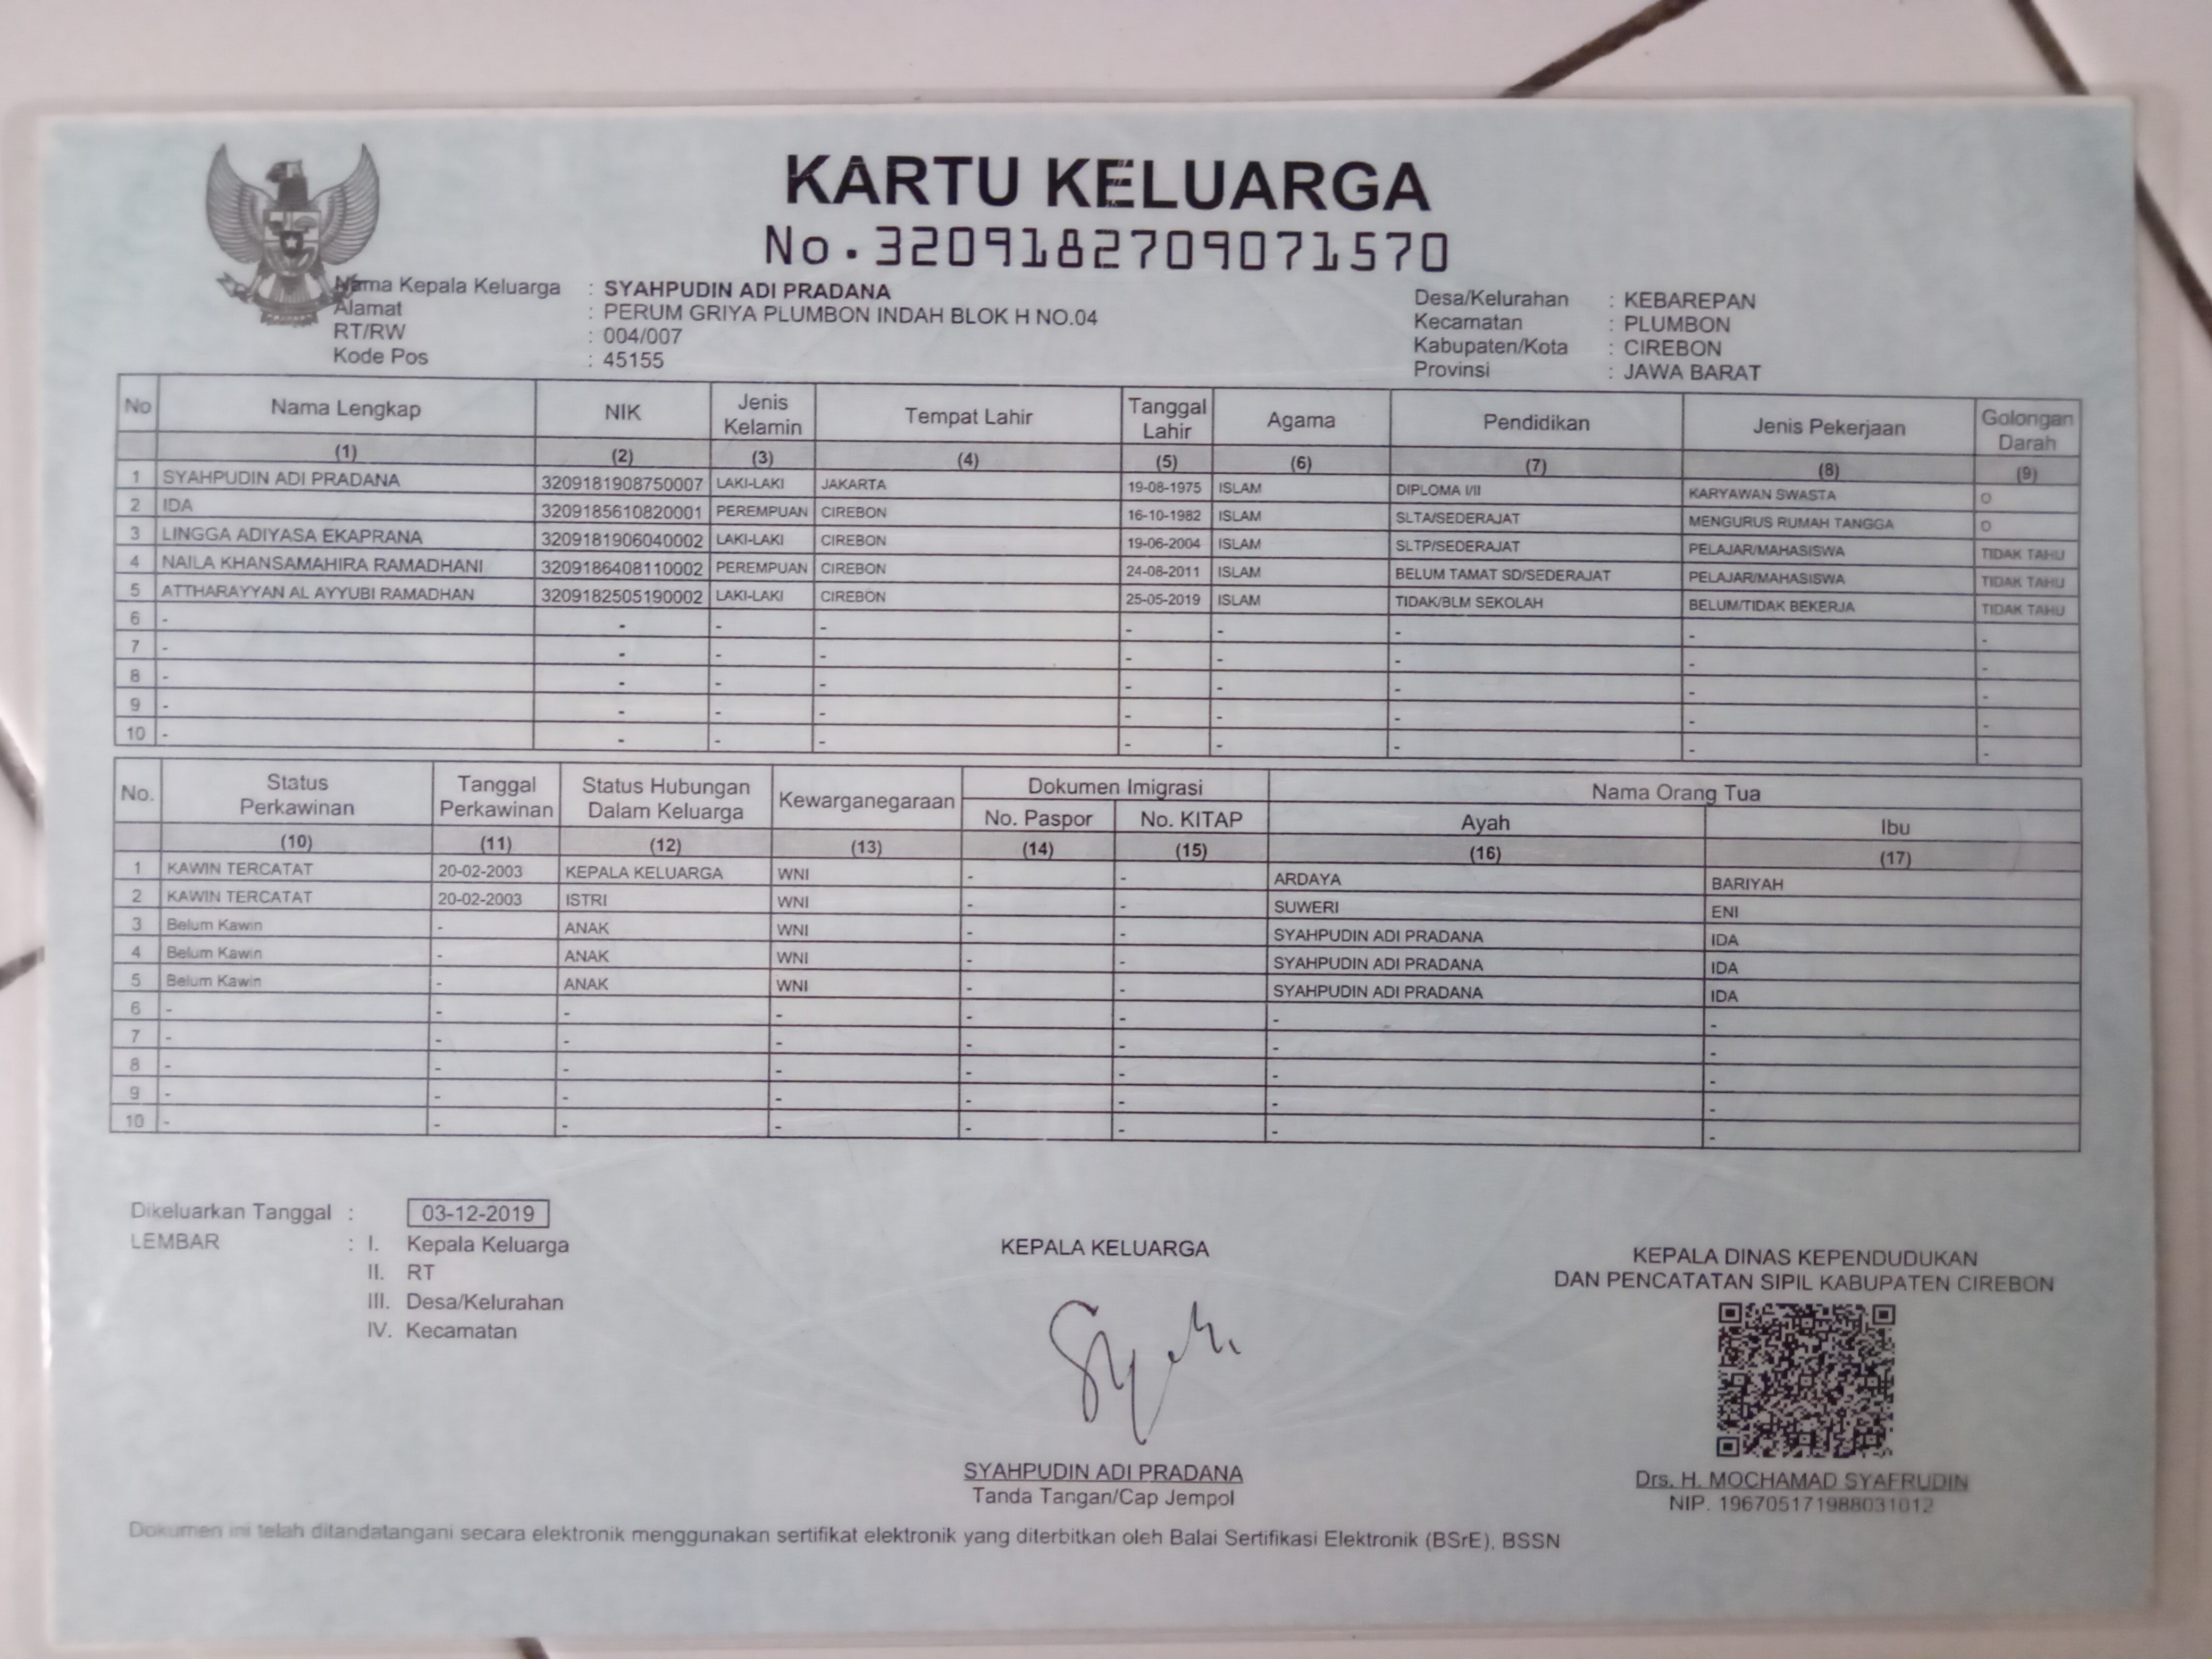 KARTU KELUARGA
No. 3209182709071570
Nama Kepala Keluarga : SYAHPUDIN ADI PRADANA
Alamat : PERUM GRIYA PLUMBON INDAH BLOK H NO.04
RT/RW : 004/007
Kode Pos : 45155
Desa/Kelurahan : KEBAREPAN
Kecamatan : PLUMBON
Kabupaten/Kota : CIREBON
Provinsi : JAWA BARAT
No Nama Lengkap NIK Jenis Kelamin Tempat Lahir Tanggal Lahir Agama Pendidikan Jenis Pekerjaan Golongan Darah
(1) (2) (3) (4) (5) (6) (7) (8) (9)
1 SYAHPUDIN ADI PRADANA 3209181908750007 LAKI-LAKI JAKARTA 19-08-1975 ISLAM DIPLOMA I/II KARYAWAN SWASTA O
2 IDA 3209185610820001 PEREMPUAN CIREBON 16-10-1982 ISLAM SLTA/SEDERAJAT MENGURUS RUMAH TANGGA O
3 LINGGA ADIYASA EKAPRANA 3209181906040002 LAKI-LAKI CIREBON 19-06-2004 ISLAM SLTP/SEDERAJAT PELAJAR/MAHASISWA TIDAK TAHU
4 NAILA KHANSAMAHIRA RAMADHANI 3209186408110002 PEREMPUAN CIREBON 24-08-2011 ISLAM BELUM TAMAT SD/SEDERAJAT PELAJAR/MAHASISWA TIDAK TAHU
5 ATTHARAYYAN AL AYYUBI RAMADHAN 3209182505190002 LAKI-LAKI CIREBON 25-05-2019 ISLAM TIDAK/BLM SEKOLAH BELUM/TIDAK BEKERJA TIDAK TAHU
6 - - - - - - - - -
7 - - - - - - - - -
8 - - - - - - - - -
9 - - - - - - - - -
10 - - - - - - - - -
No. Status Perkawinan Tanggal Perkawinan Status Hubungan Dalam Keluarga Kewarganegaraan Dokumen Imigrasi Nama Orang Tua
No. Paspor No. KITAP Ayah Ibu
(10) (11) (12) (13) (14) (15) (16) (17)
1 KAWIN TERCATAT 20-02-2003 KEPALA KELUARGA WNI - - ARDAYA BARIYAH
2 KAWIN TERCATAT 20-02-2003 ISTRI WNI - - SUWERI ENI
3 Belum Kawin - ANAK WNI - - SYAHPUDIN ADI PRADANA IDA
4 Belum Kawin - ANAK WNI - - SYAHPUDIN ADI PRADANA IDA
5 Belum Kawin - ANAK WNI - - SYAHPUDIN ADI PRADANA IDA
6 - - - - - - - -
7 - - - - - - - -
8 - - - - - - - -
9 - - - - - - - -
10 - - - - - - - -
Dikeluarkan Tanggal : 03-12-2019
LEMBAR : I. Kepala Keluarga
II. RT
III. Desa/Kelurahan
IV. Kecamatan
KEPALA KELUARGA
SYAHPUDIN ADI PRADANA
Tanda Tangan/Cap Jempol
KEPALA DINAS KEPENDUDUKAN
DAN PENCATATAN SIPIL KABUPATEN CIREBON
Drs. H. MOCHAMAD SYAFRUDIN
NIP. 196705171988031012
Dokumen ini telah ditandatangani secara elektronik menggunakan sertifikat elektronik yang diterbitkan oleh Balai Sertifikasi Elektronik (BSrE), BSSN